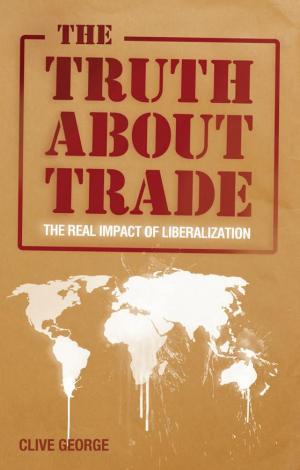 THE
TRUTH
ABOUT
TRADE
THE REAL IMPACT OF LIBERALIZATION
CLIVE GEORGE